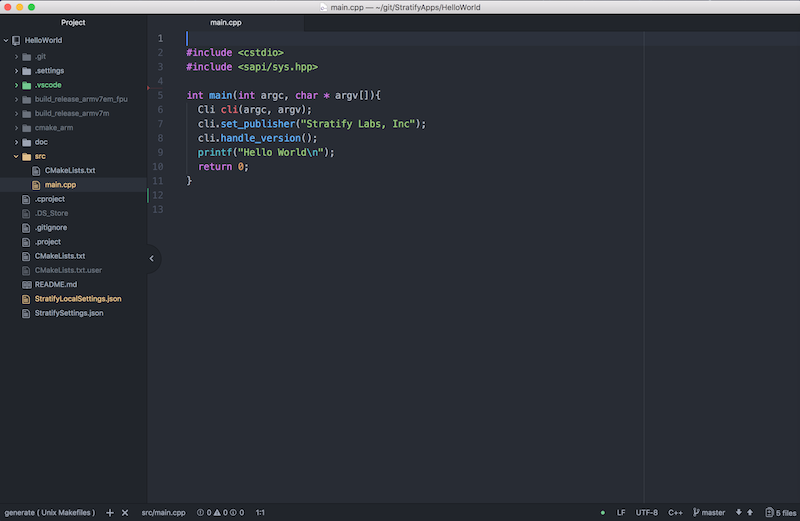 main.cpp — ~/git/StratifyApps/HelloWorld
Project
main.cpp
HelloWorld
.git
.settings
.vscode
build_release_armv7em_fpu
build_release_armv7m
cmake_arm
doc
src
CMakeLists.txt
main.cpp
.cproject
.DS_Store
.gitignore
.project
CMakeLists.txt
CMakeLists.txt.user
README.md
StratifyLocalSettings.json
StratifySettings.json
1
2 #include <cstdio>
3 #include <sapi/sys.hpp>
4
5 int main(int argc, char * argv[]){
6 Cli cli(argc, argv);
7 cli.set_publisher("Stratify Labs, Inc");
8 cli.handle_version();
9 printf("Hello World\n");
10 return 0;
11 }
12
13
generate ( Unix Makefiles ) src/main.cpp 0 0 0 1:1 LF UTF-8 C++ master 5 files